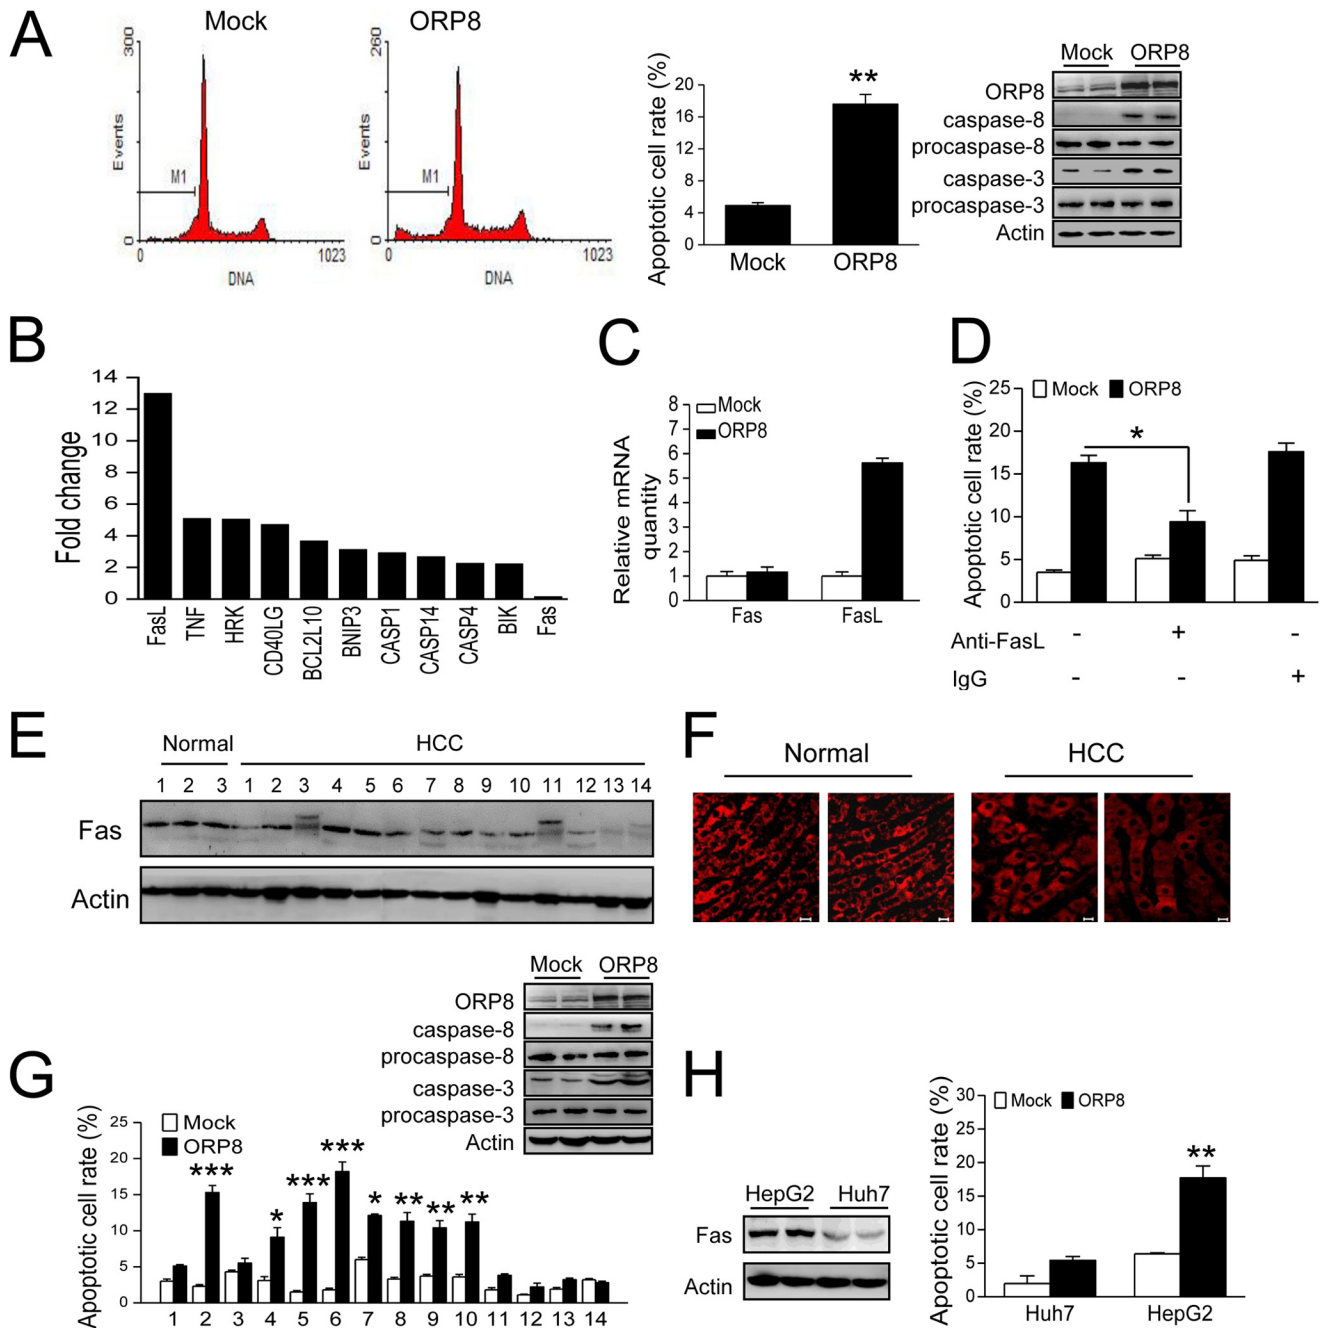 A
Mock
ORP8
300
Events
0
M1
0
1023
DNA
260
Events
0
M1
0
1023
DNA
Apoptotic cell rate (%)
20
16
12
8
4
0
**
Mock
ORP8
Mock
ORP8
ORP8
caspase-8
procaspase-8
caspase-3
procaspase-3
Actin
B
Fold change
14
12
10
8
6
4
2
0
FasL
TNF
HRK
CD40LG
BCL2L10
BNIP3
CASP1
CASP14
CASP4
BIK
Fas
C
Relative mRNA
quantity
8
7
6
5
4
3
2
1
0
Mock
ORP8
Fas
FasL
D
Apoptotic cell rate (%)
25
20
15
10
5
0
Mock
ORP8
*
Anti-FasL - + -
IgG - - +
E
Normal
HCC
1 2 3 1 2 3 4 5 6 7 8 9 10 11 12 13 14
Fas
Actin
F
Normal
HCC
G
Mock
ORP8
ORP8
caspase-8
procaspase-8
caspase-3
procaspase-3
Actin
Apoptotic cell rate (%)
25
20
15
10
5
0
Mock
ORP8
*** * *** *** * ** ** **
1 2 3 4 5 6 7 8 9 10 11 12 13 14
H
HepG2
Huh7
Fas
Actin
Apoptotic cell rate (%)
30
25
20
15
10
5
0
Mock
ORP8
**
Huh7
HepG2